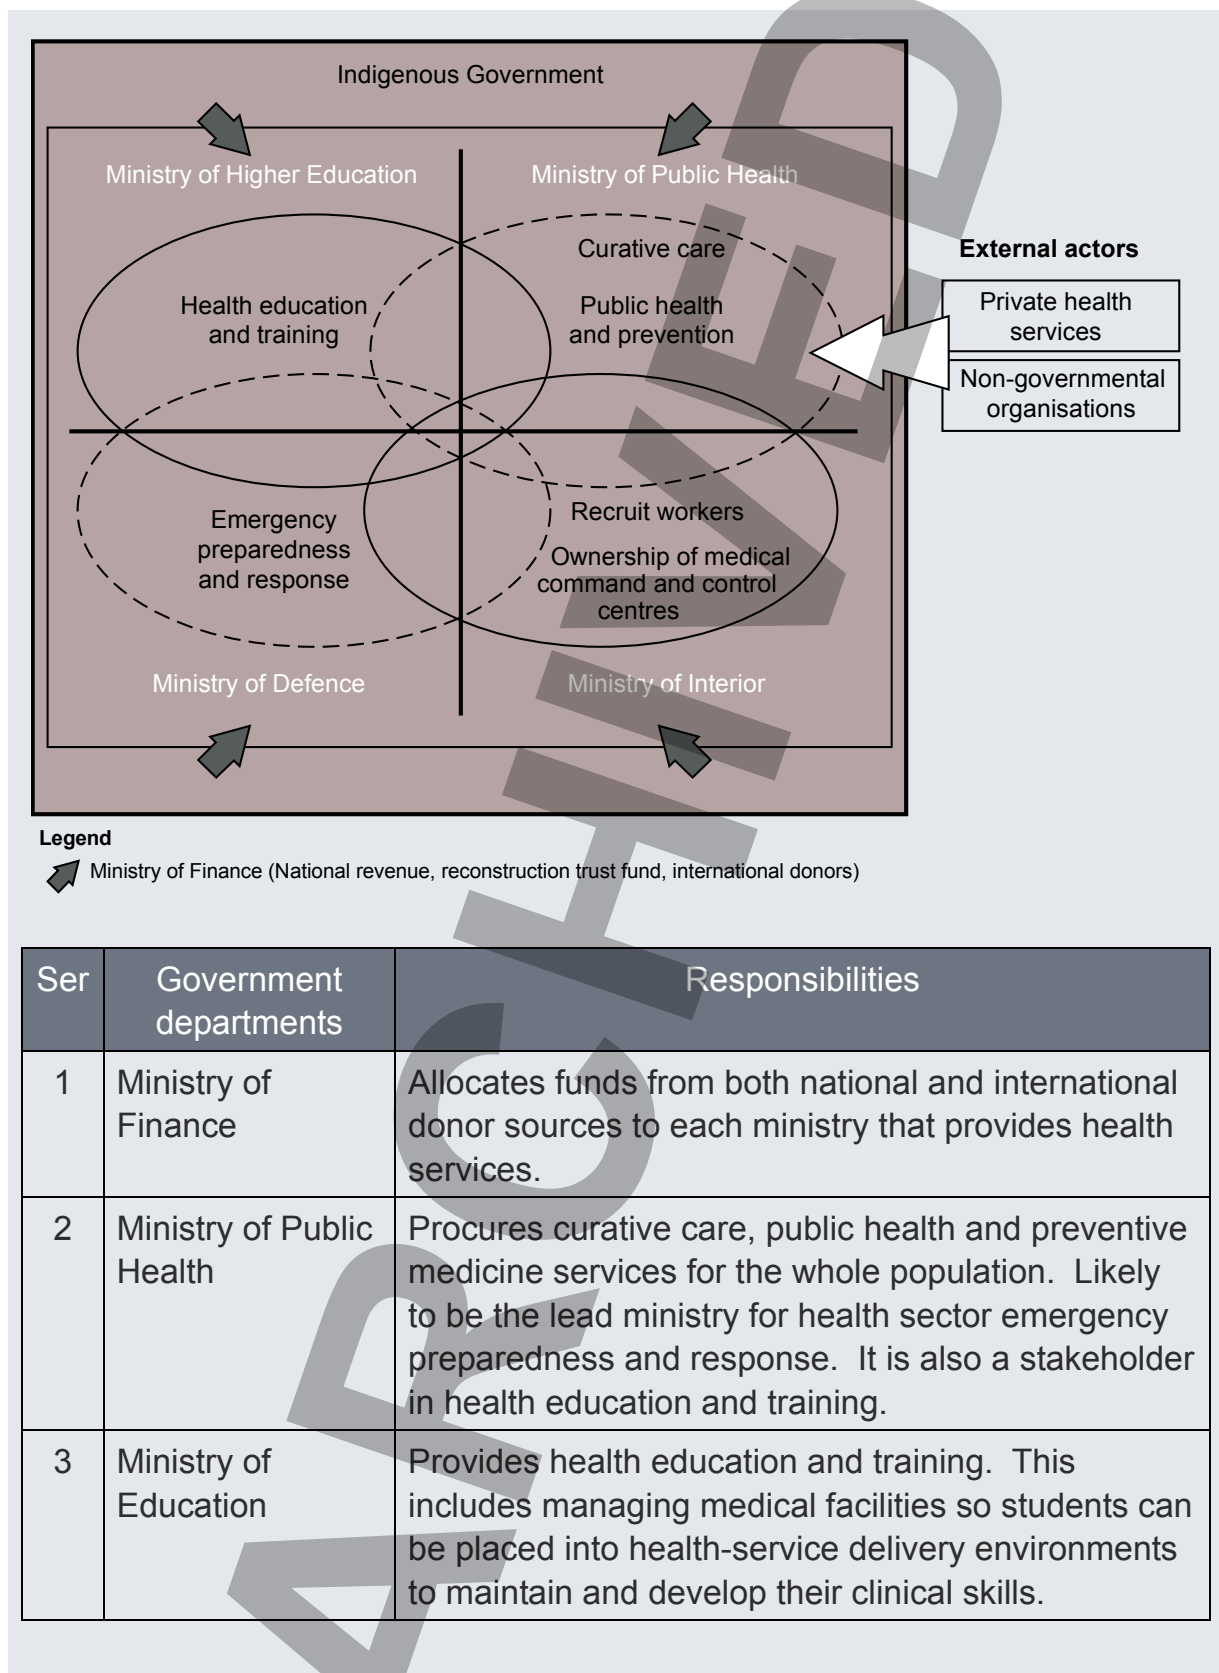 Indigenous Government
Ministry of Higher Education
Ministry of Public Health
Curative care
Health education
and training
Public health
and prevention
External actors
Private health
services
Non-governmental
organisations
Emergency
preparedness
and response
Recruit workers
Ownership of medical
command and control
centres
Ministry of Defence
Ministry of Interior
Legend
Ministry of Finance (National revenue, reconstruction trust fund, international donors)
Ser
Government
departments
Responsibilities
1
Ministry of
Finance
Allocates funds from both national and international
donor sources to each ministry that provides health
services.
2
Ministry of Public
Health
Procures curative care, public health and preventive
medicine services for the whole population.  Likely
to be the lead ministry for health sector emergency
preparedness and response.  It is also a stakeholder
in health education and training.
3
Ministry of
Education
Provides health education and training.  This
includes managing medical facilities so students can
be placed into health-service delivery environments
to maintain and develop their clinical skills.
ARCHIVED